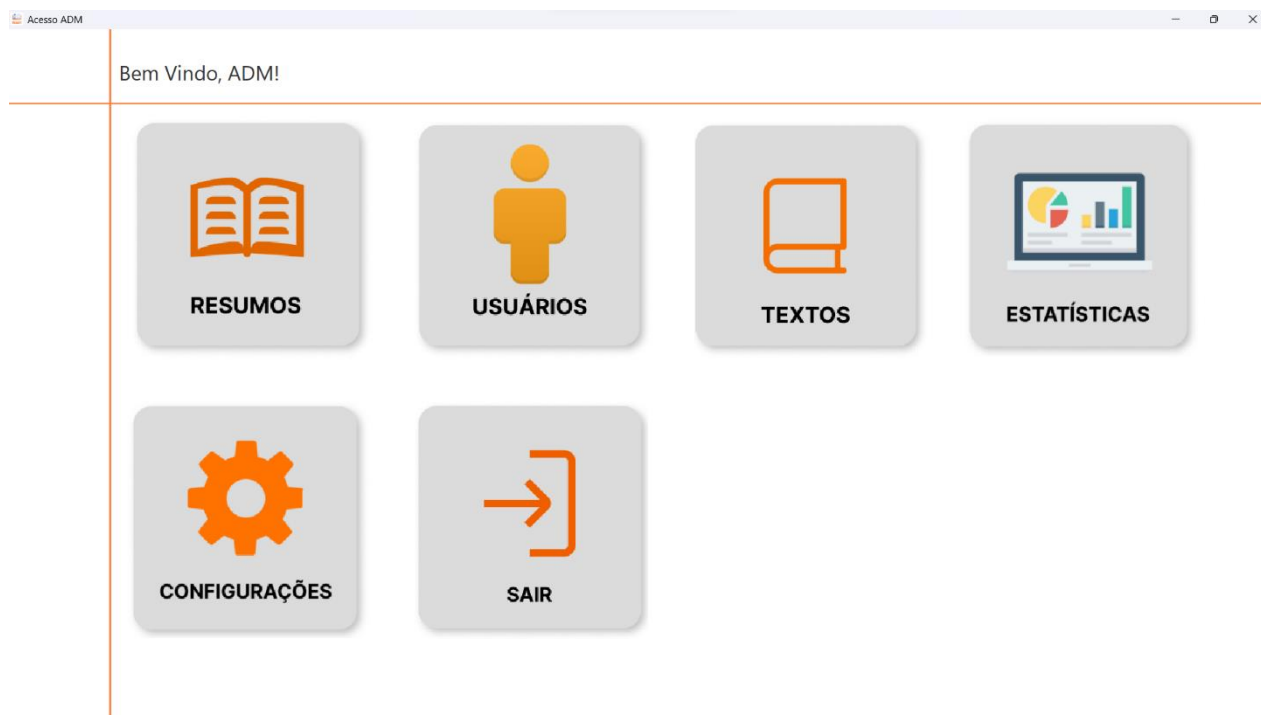 Acesso ADM
Bem Vindo, ADM!
RESUMOS
USUÁRIOS
TEXTOS
ESTATÍSTICAS
CONFIGURAÇÕES
SAIR